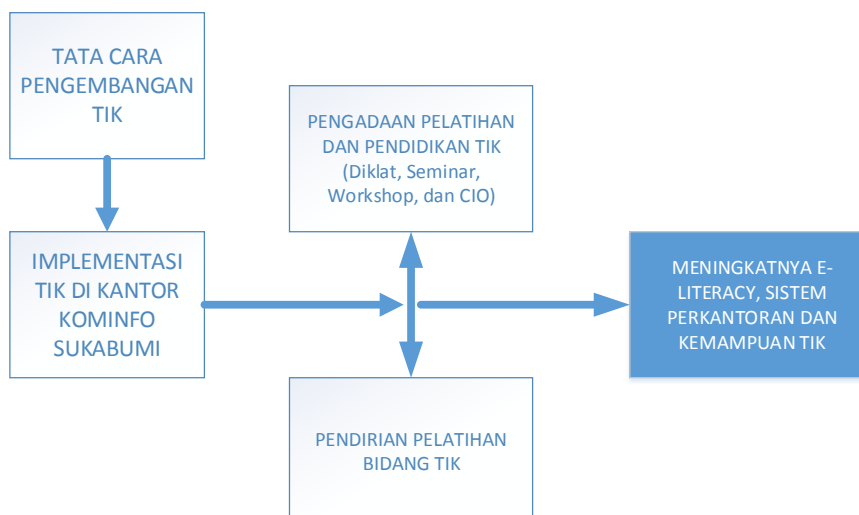 TATA CARA
PENGEMBANGAN
TIK
PENGADAAN PELATIHAN
DAN PENDIDIKAN TIK
(Diklat, Seminar,
Workshop, dan CIO)
IMPLEMENTASI
TIK DI KANTOR
KOMINFO
SUKABUMI
MENINGKATNYA E-
LITERACY, SISTEM
PERKANTORAN DAN
KEMAMPUAN TIK
PENDIRIAN PELATIHAN
BIDANG TIK